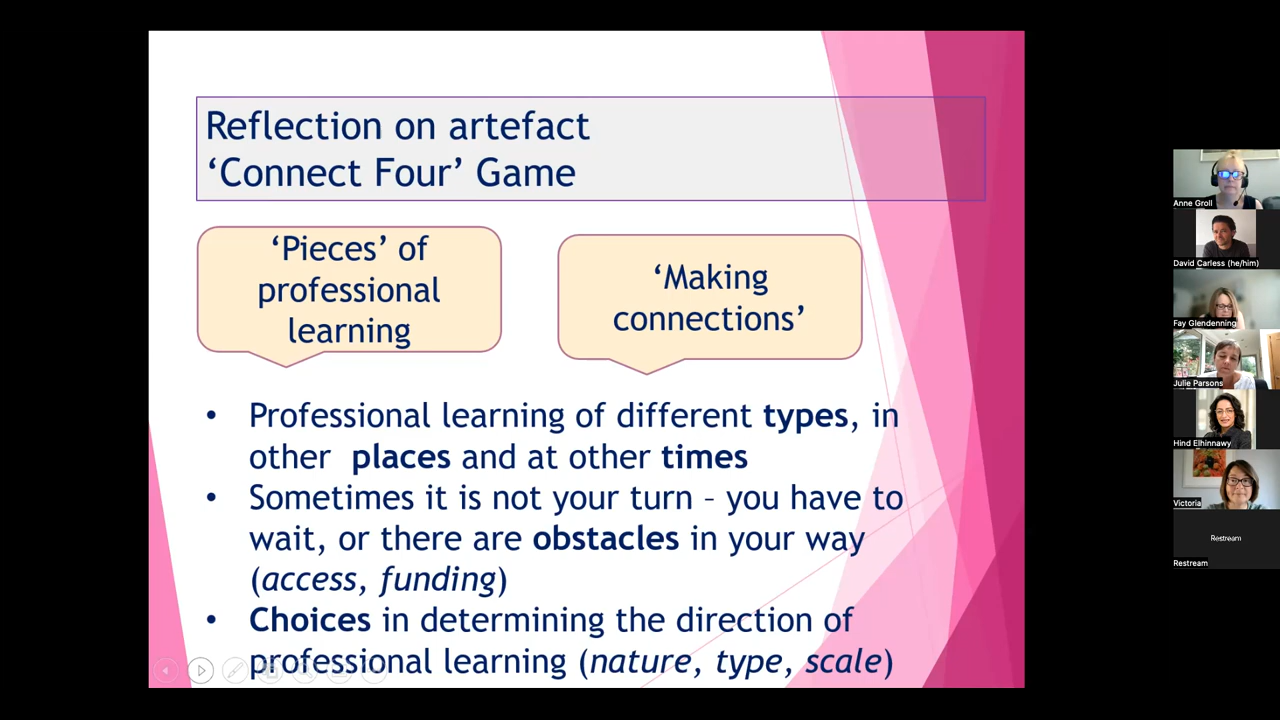 Reflection on artefact
‘Connect Four’ Game
‘Pieces’ of
professional
learning
‘Making
connections’
• Professional learning of different types, in
other places and at other times
• Sometimes it is not your turn – you have to
wait, or there are obstacles in your way
(access, funding)
• Choices in determining the direction of
professional learning (nature, type, scale)
Anne Groll
David Carless (he/him)
Fay Glendenning
Julie Parsons
Hind Elhinnawy
Victoria
Restream
Restream